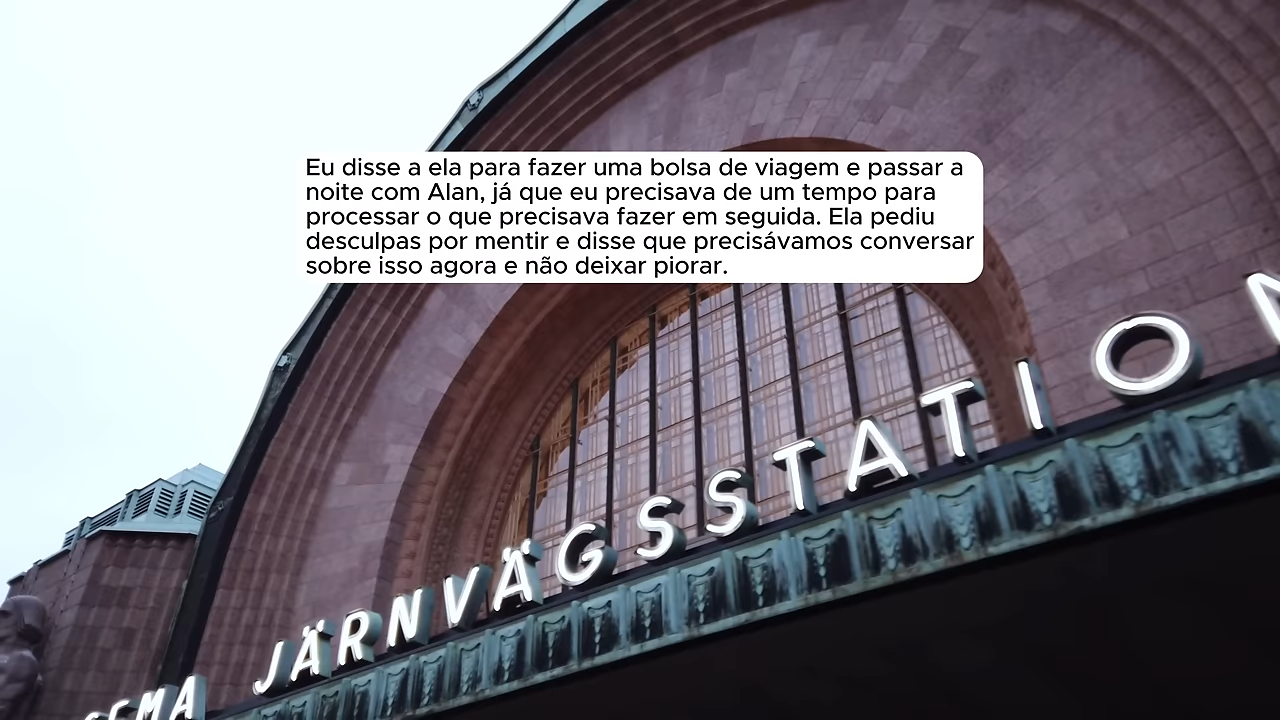 Eu disse a ela para fazer uma bolsa de viagem e passar a
noite com Alan, já que eu precisava de um tempo para
processar o que precisava fazer em seguida. Ela pediu
desculpas por mentir e disse que precisávamos conversar
sobre isso agora e não deixar piorar.
JÄRNVÄGSSTATION